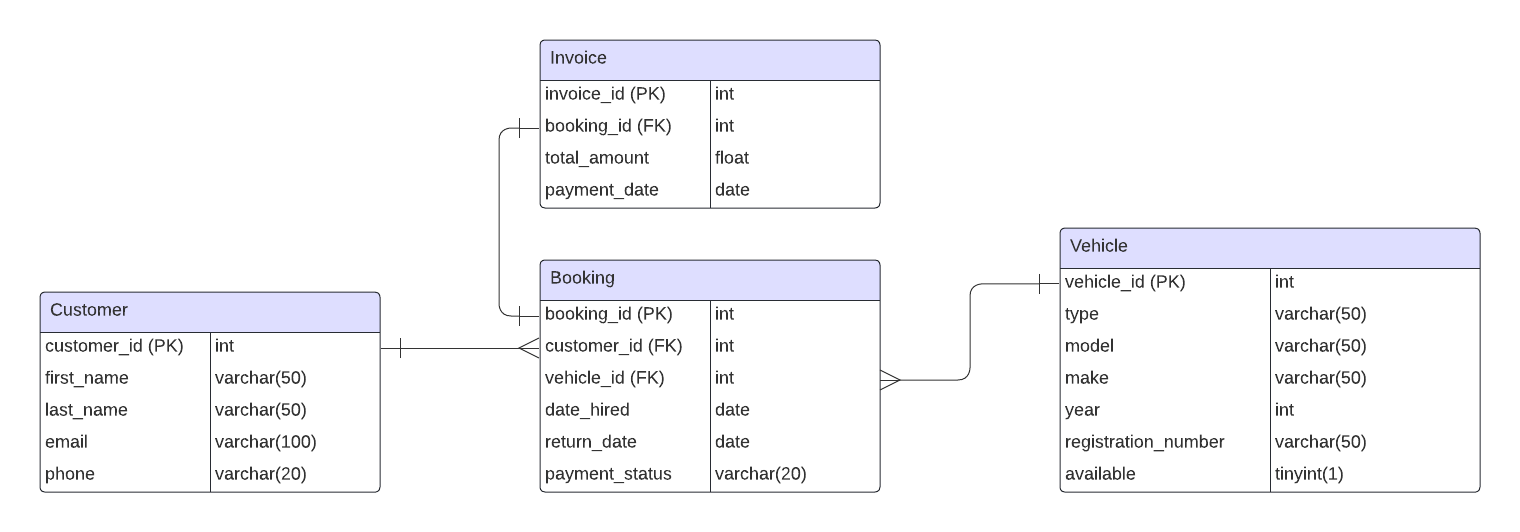 Invoice
invoice_id (PK) int
booking_id (FK) int
total_amount float
payment_date date
Customer
customer_id (PK) int
first_name varchar(50)
last_name varchar(50)
email varchar(100)
phone varchar(20)
Booking
booking_id (PK) int
customer_id (FK) int
vehicle_id (FK) int
date_hired date
return_date date
payment_status varchar(20)
Vehicle
vehicle_id (PK) int
type varchar(50)
model varchar(50)
make varchar(50)
year int
registration_number varchar(50)
available tinyint(1)